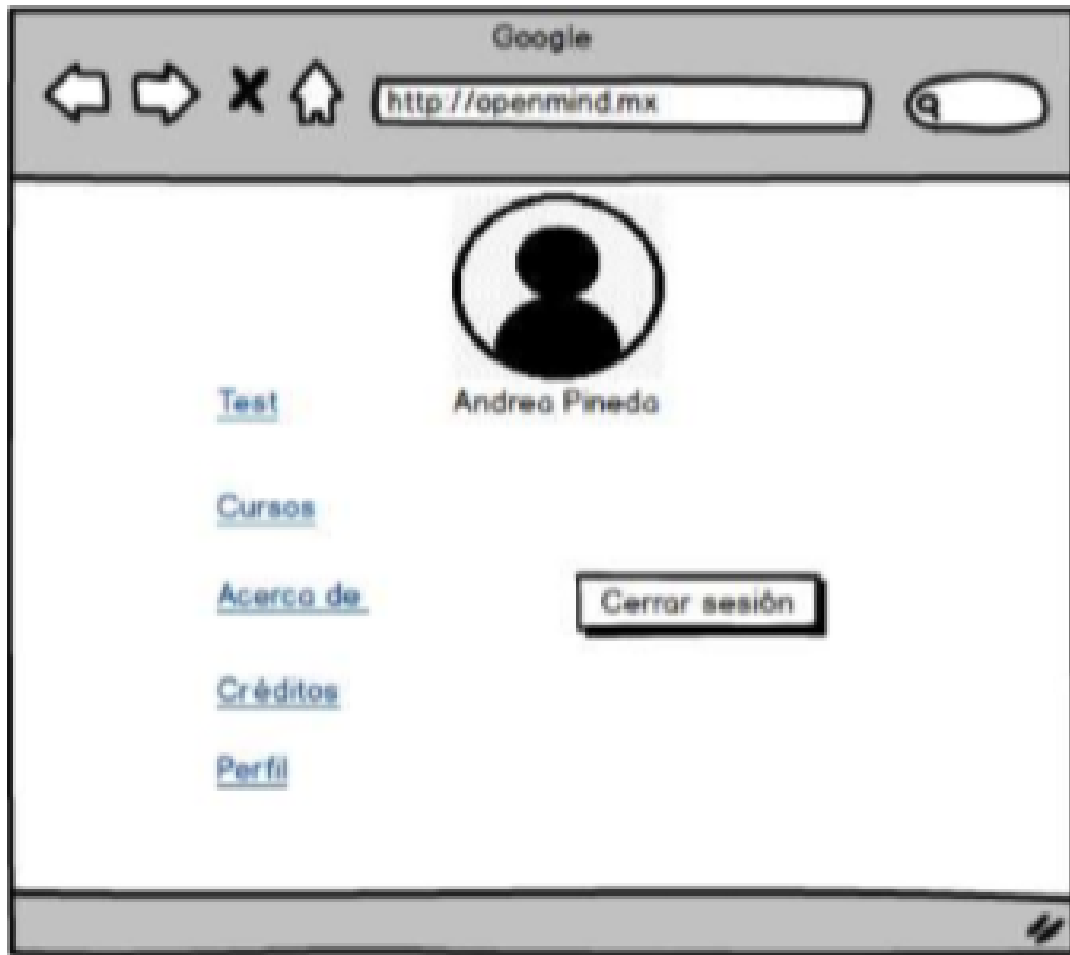 Google
http://openmind.mx
Andrea Pineda
Test
Cursos
Acerca de
Cerrar sesión
Créditos
Perfil